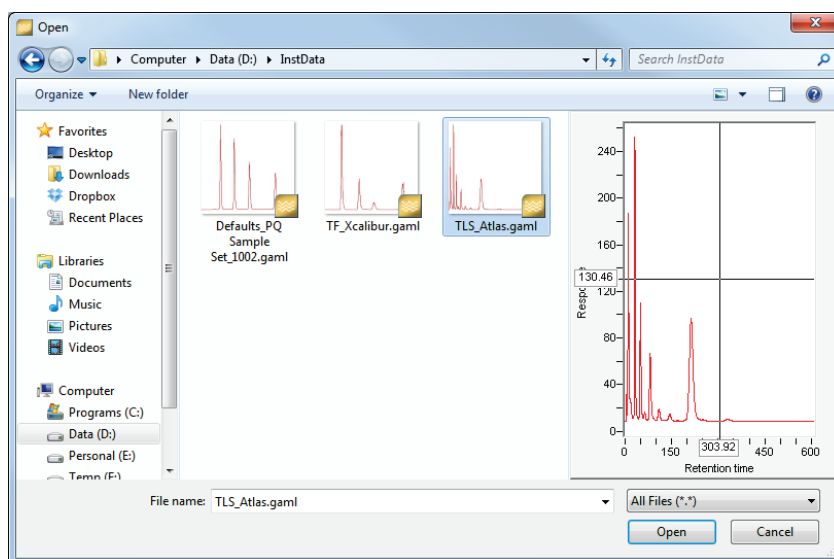 Open
Computer Data (D:) InstData
Search InstData
Organize New folder
Favorites
Desktop
Downloads
Dropbox
Recent Places
Libraries
Documents
Music
Pictures
Videos
Computer
Programs (C:)
Data (D:)
Personal (E:)
Temp (F:)
Defaults_PQ
Sample
Set_1002.gaml
TF_Xcalibur.gaml
TLS_Atlas.gaml
240
200
160
130.46
120
80
40
0
0 150 303.92 450 600
Retention time
File name: TLS_Atlas.gaml
All Files (*.*)
Open Cancel